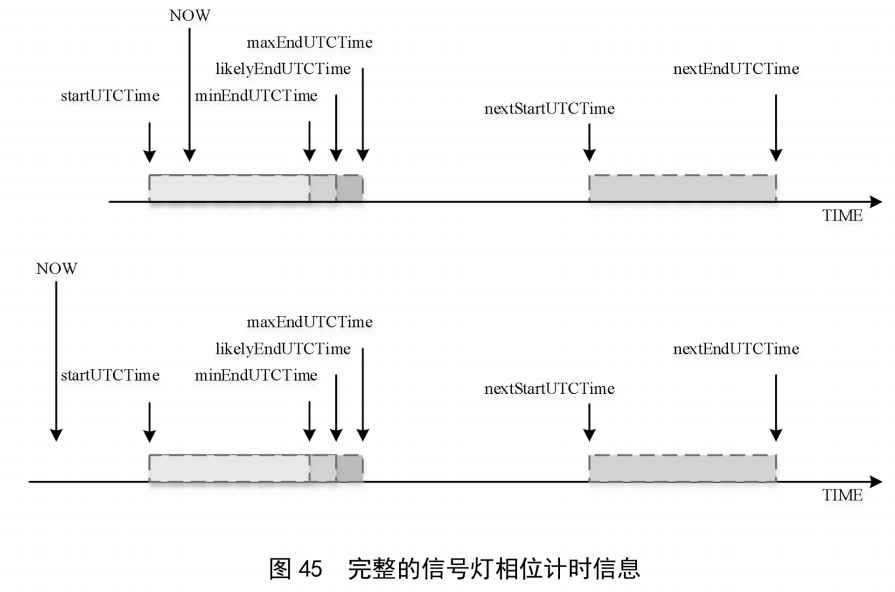 NOW
maxEndUTCTime
likelyEndUTCTime
nextEndUTCTime
startUTCTime
minEndUTCTime
nextStartUTCTime
TIME
NOW
maxEndUTCTime
likelyEndUTCTime
nextEndUTCTime
startUTCTime
minEndUTCTime
nextStartUTCTime
TIME
图 45 完整的信号灯相位计时信息